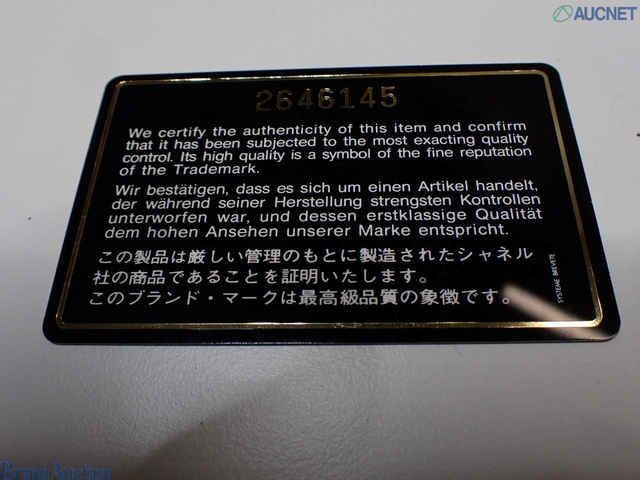 AUCNET
2646145
We certify the authenticity of this item and confirm
that it has been subjected to the most exacting quality
control. Its high quality is a symbol of the fine reputation
of the Trademark.
Wir bestätigen, dass es sich um einen Artikel handelt,
der während seiner Herstellung strengsten Kontrollen
unterworfen war, und dessen erstklassige Qualität
dem hohen Ansehen unserer Marke entspricht.
この製品は厳しい管理のもとに製造されたシャネル
社の商品であることを証明いたします。
このブランド・マークは最高級品質の象徴です。
SYSTEME BREVETE
Brand Auction